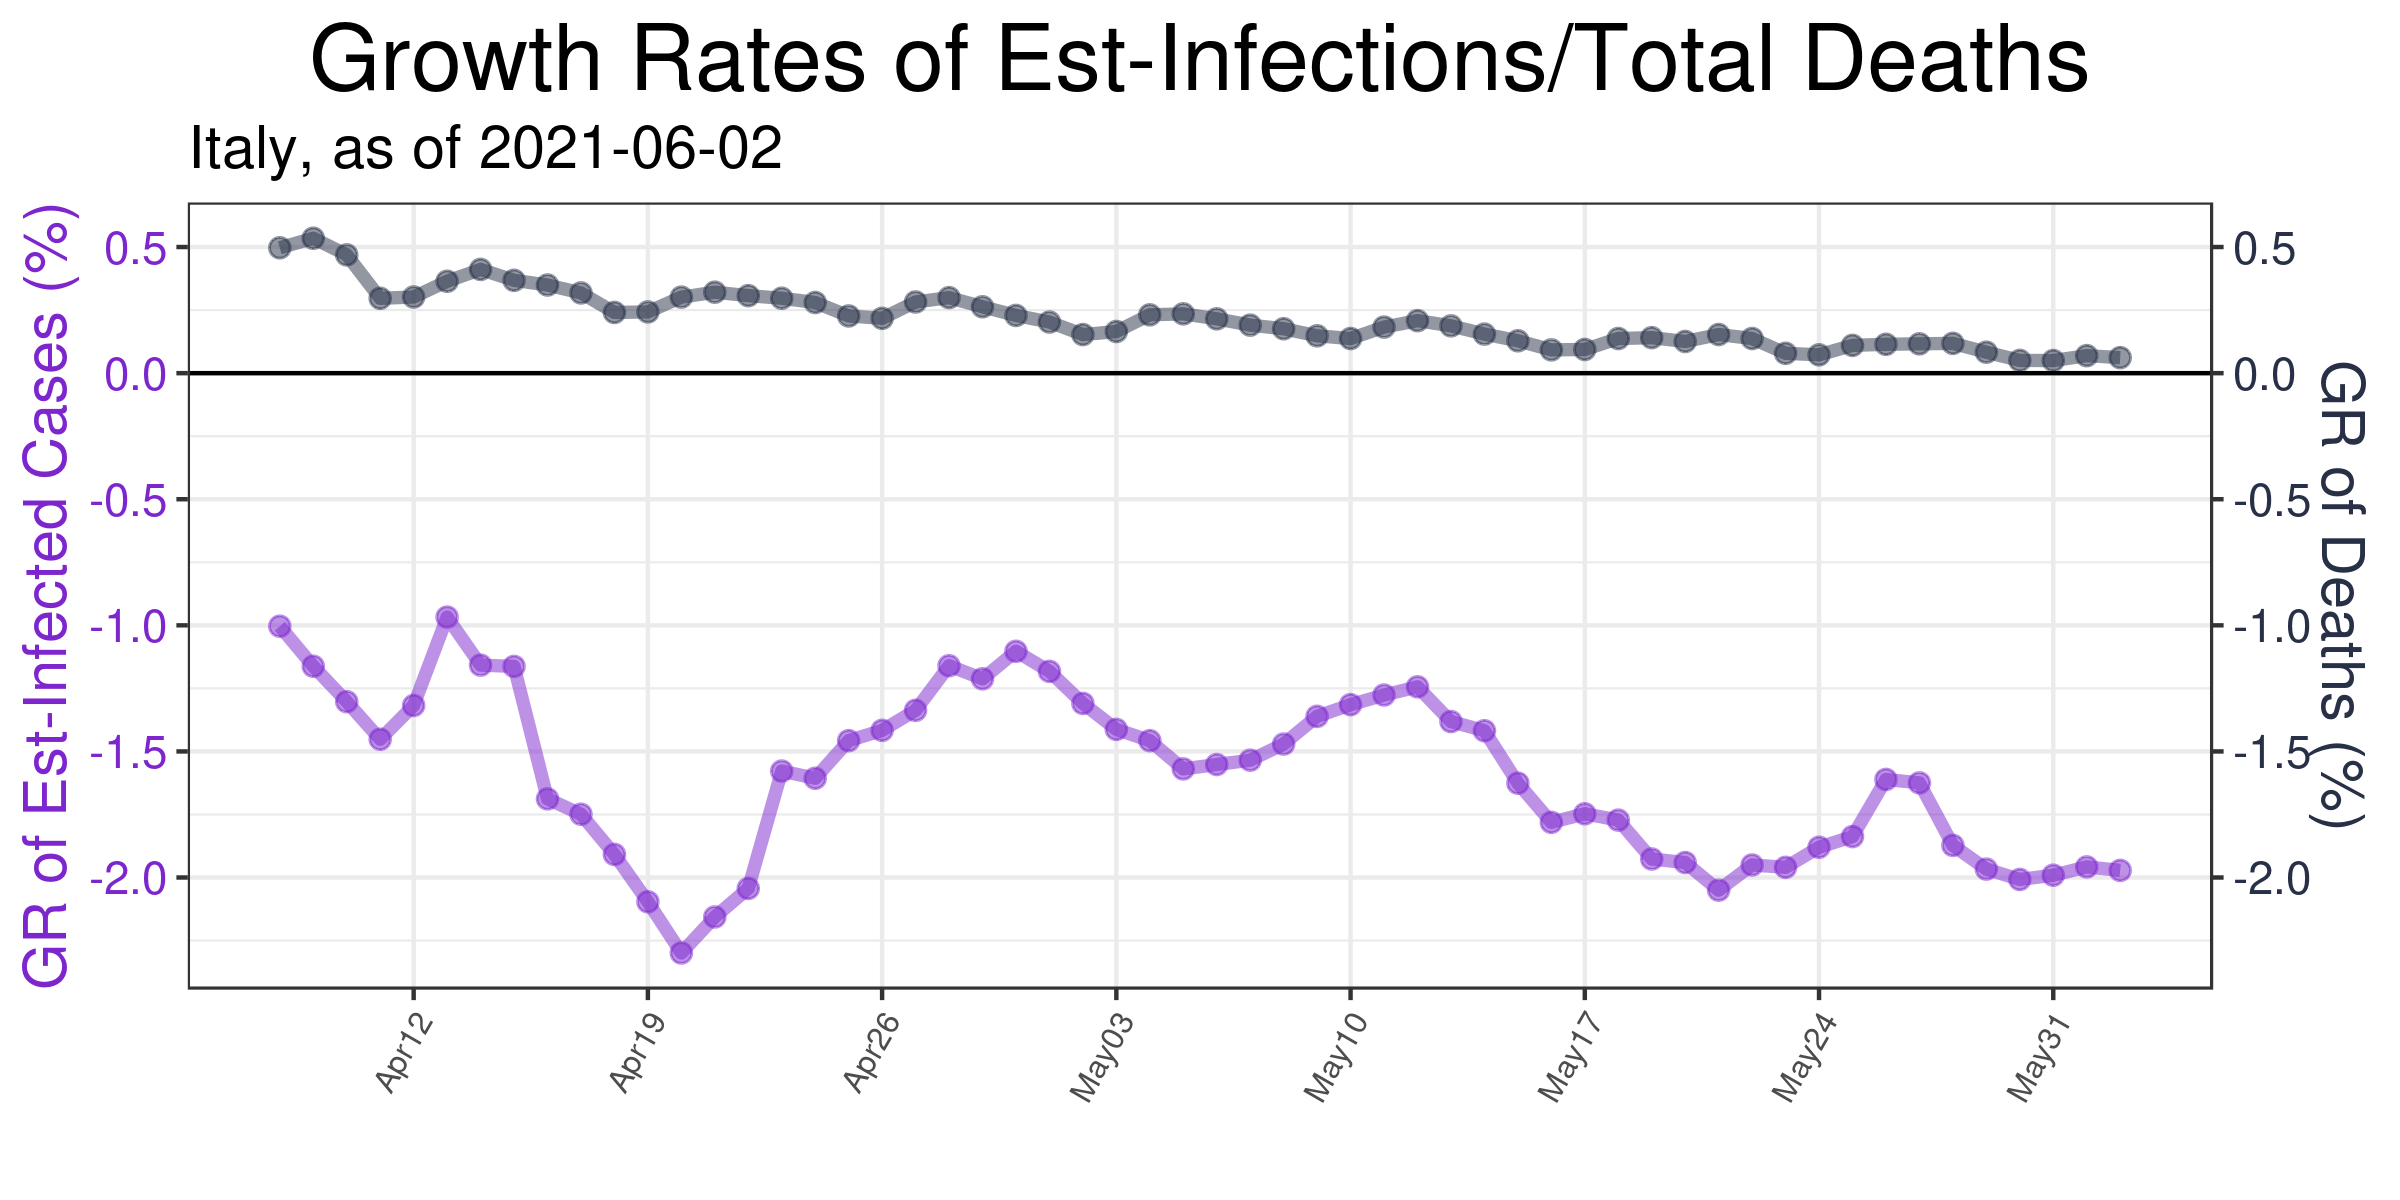 Growth Rates of Est-Infections/Total Deaths
Italy, as of 2021-06-02
GR of Est-Infected Cases (%)
0.5
0.0
-0.5
-1.0
-1.5
-2.0
0.5
0.0
-0.5
-1.0
-1.5
-2.0
GR of Deaths (%)
Apr12
Apr19
Apr26
May03
May10
May17
May24
May31